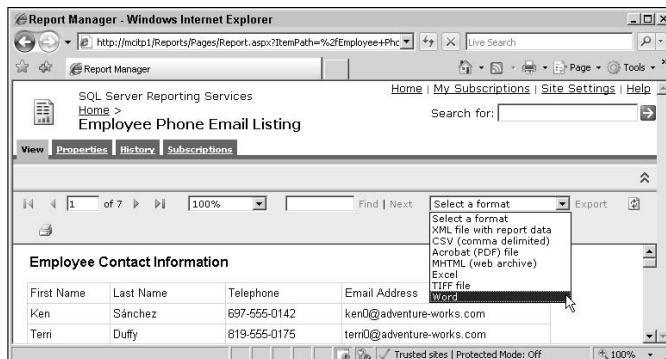 Report Manager - Windows Internet Explorer
http://mcitp1/Reports/Pages/Report.aspx?ItemPath=%2fEmployee+Phc
Live Search
Report Manager
Page
Tools
SQL Server Reporting Services
Home >
Employee Phone Email Listing
Home | My Subscriptions | Site Settings | Help
Search for:
View Properties History Subscriptions
1 of 7 100% Find | Next Select a format Export
Select a format
XML file with report data
CSV (comma delimited)
Acrobat (PDF) file
MHTML (web archive)
Excel
TIFF file
Word
Employee Contact Information
First Name Last Name Telephone Email Address
Ken Sánchez 697-555-0142 ken0@adventure-works.com
Terri Duffy 819-555-0175 terri0@adventure-works.com
Trusted sites | Protected Mode: Off 100%